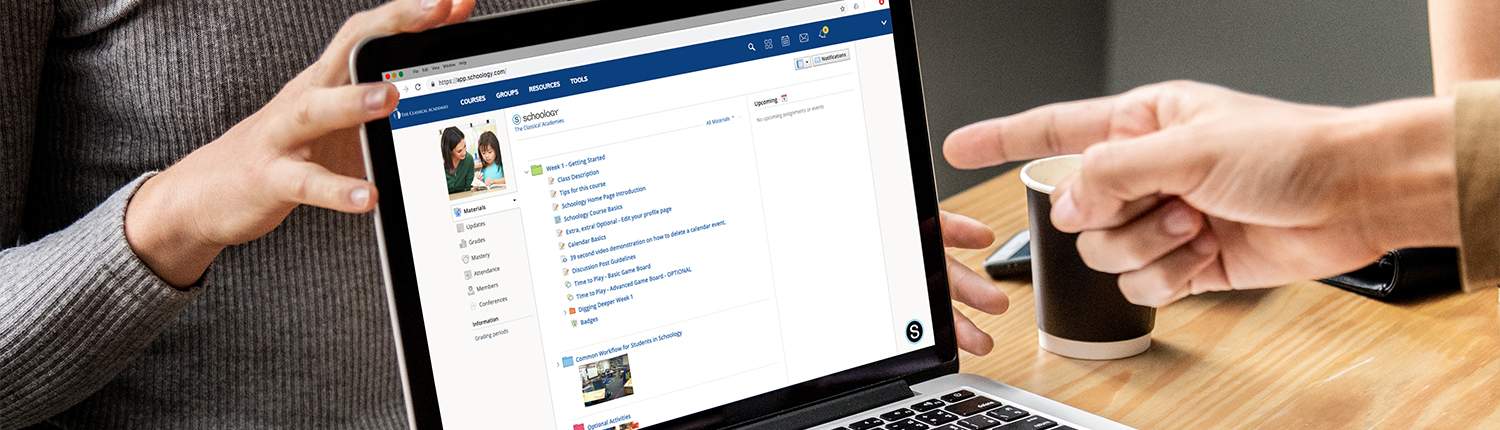 File Edit View Window Help
https://app.schoology.com/
THE CLASSICAL ACADEMIES COURSES GROUPS RESOURCES TOOLS
Notifications
S schoology
The Classical Academies
All Materials
Upcoming
No upcoming assignments or events
Materials
Updates
Grades
Mastery
Attendance
Members
Conferences
Information
Grading periods
Week 1 - Getting Started
Class Description
Tips for this course
Schoology Home Page Introduction
Schoology Course Basics
Extra, extra! Optional - Edit your profile page
Calendar Basics
39 second video demonstration on how to delete a calendar event.
Discussion Post Guidelines
Time to Play - Basic Game Board
Time to Play - Advanced Game Board - OPTIONAL
Digging Deeper Week 1
Badges
Common Workflow for Students in Schoology
Optional Activities
S